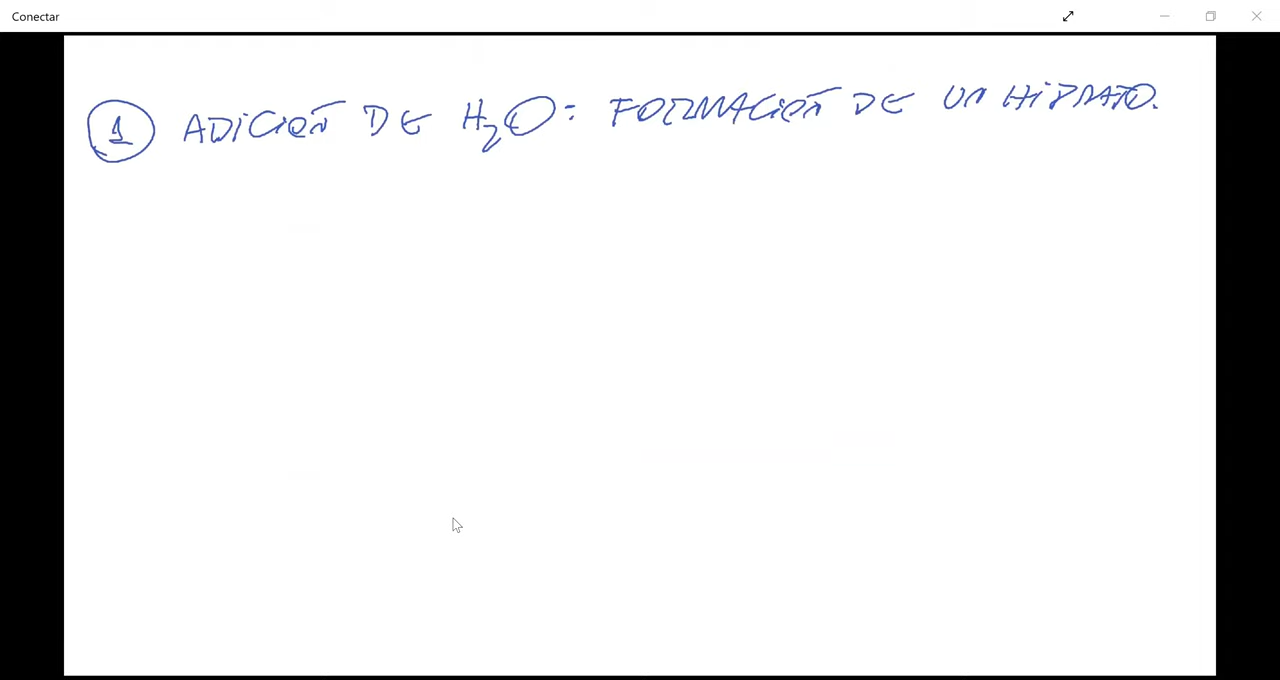 Conectar
1 ADICIÓN DE H₂O: FORMACIÓN DE UN HIDRATO.